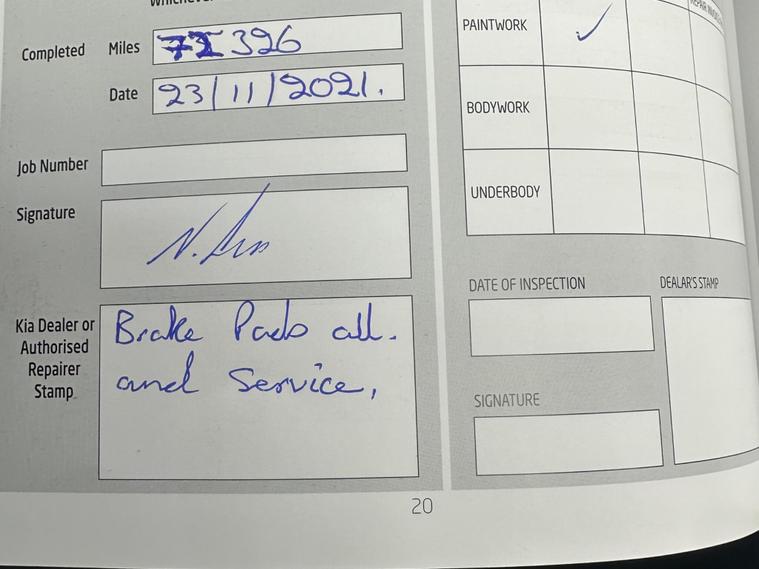 Completed Miles 326
Date 23/11/2021.
Job Number
Signature
Kia Dealer or
Authorised
Repairer
Stamp
Brake Pads all.
and Service,
PAINTWORK ✓
BODYWORK
UNDERBODY
DATE OF INSPECTION
DEALAR'S STAMP
SIGNATURE
20